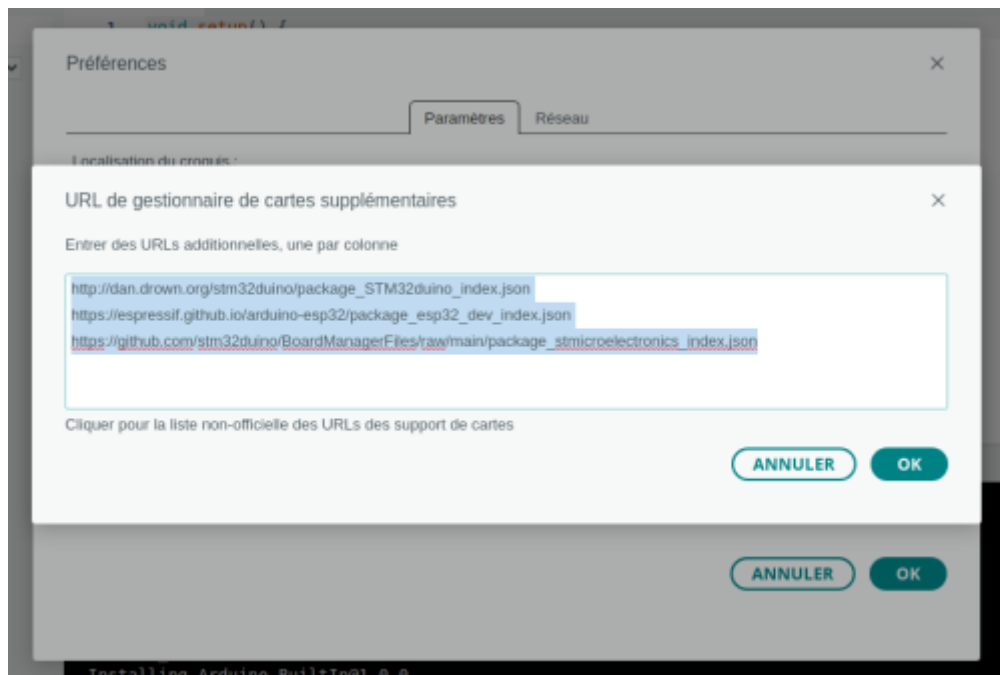 1 void setup() {
Préférences
Paramètres Réseau
Localisation du croquis :
URL de gestionnaire de cartes supplémentaires
Entrer des URLs additionnelles, une par colonne
http://dan.drown.org/stm32duino/package_STM32duino_index.json
https://espressif.github.io/arduino-esp32/package_esp32_dev_index.json
https://github.com/stm32duino/BoardManagerFiles/raw/main/package_stmicroelectronics_index.json
Cliquer pour la liste non-officielle des URLs des support de cartes
ANNULER OK
ANNULER OK
Installing Arduino_BuiltIn@1.0.0